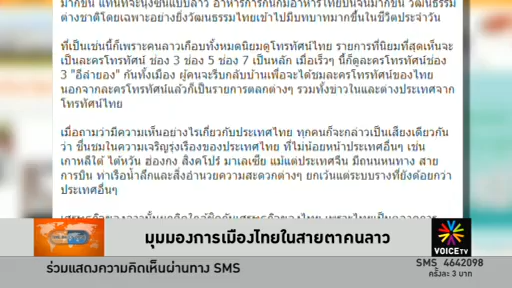 มากขึ้น แทนที่จะนุ่งซิ่นแบบลาว อาหารการกินก็มีอาหารไทยปนจีนมากขึ้น วัฒนธรรม
ต่างชาติโดยเฉพาะอย่างยิ่งวัฒนธรรมไทยเข้าไปมีบทบาทมากขึ้นในชีวิตประจำวัน
ที่เป็นเช่นนี้ก็เพราะคนลาวเกือบทั้งหมดนิยมดูโทรทัศน์ไทย รายการที่นิยมที่สุดเห็นจะ
เป็นละครโทรทัศน์ ช่อง 3 ช่อง 5 ช่อง 7 เป็นหลัก เมื่อเร็วๆ นี้ก็ดูละครโทรทัศน์ช่อง
3 "อีสำยอง" กันทั้งเมือง ผู้คนจะรีบกลับบ้านเพื่อจะได้ชมละครโทรทัศน์ของไทย
นอกจากละครโทรทัศน์แล้วก็เป็นรายการตลกต่างๆ รวมทั้งข่าวในและต่างประเทศจาก
โทรทัศน์ไทย
เมื่อถามว่ามีความเห็นอย่างไรเกี่ยวกับประเทศไทย ทุกคนก็จะกล่าวเป็นเสียงเดียวกัน
ว่า ชื่นชมในความเจริญรุ่งเรืองของประเทศไทย ที่ไม่น้อยหน้าประเทศอื่นๆ เช่น
เกาหลีใต้ ไต้หวัน ฮ่องกง สิงคโปร์ มาเลเซีย แม้แต่ประเทศจีน มีถนนหนทาง สาย
การบิน ท่าเรือน้ำลึกและสิ่งอำนวยความสะดวกต่างๆ ยกเว้นแต่ระบบรางที่ยังด้อยกว่า
ประเทศอื่นๆ
มุมมองการเมืองไทยในสายตาคนลาว
VOICE TV
ร่วมแสดงความคิดเห็นผ่านทาง SMS
SMS 4642098
ครั้งละ 3 บาท